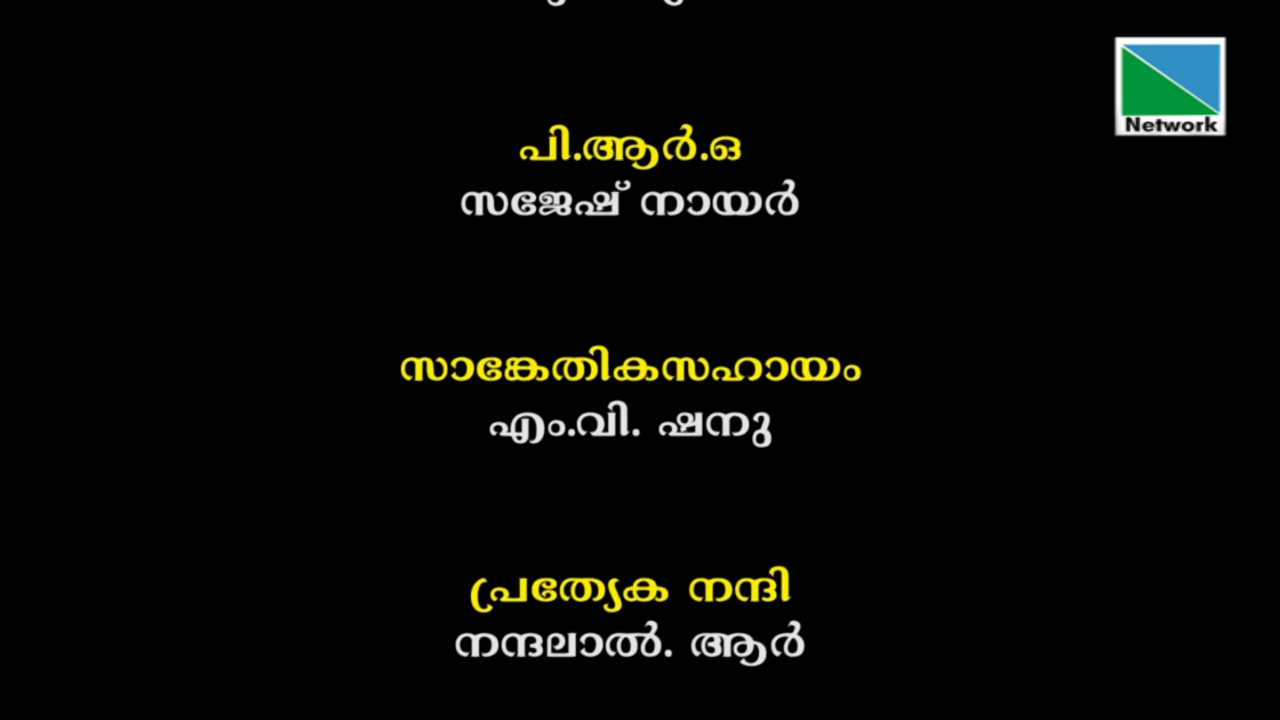 Network
പി.ആർ.ഒ
സജേഷ് നായർ
സാങ്കേതികസഹായം
എം.വി. ഷനു
പ്രത്യേക നന്ദി
നന്ദലാൽ. ആർ